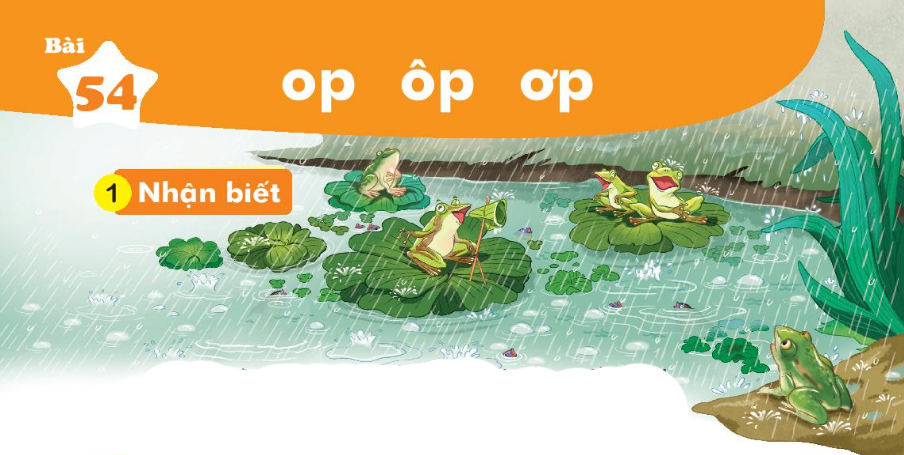 Bài
54
op ôp ơp
1 Nhận biết